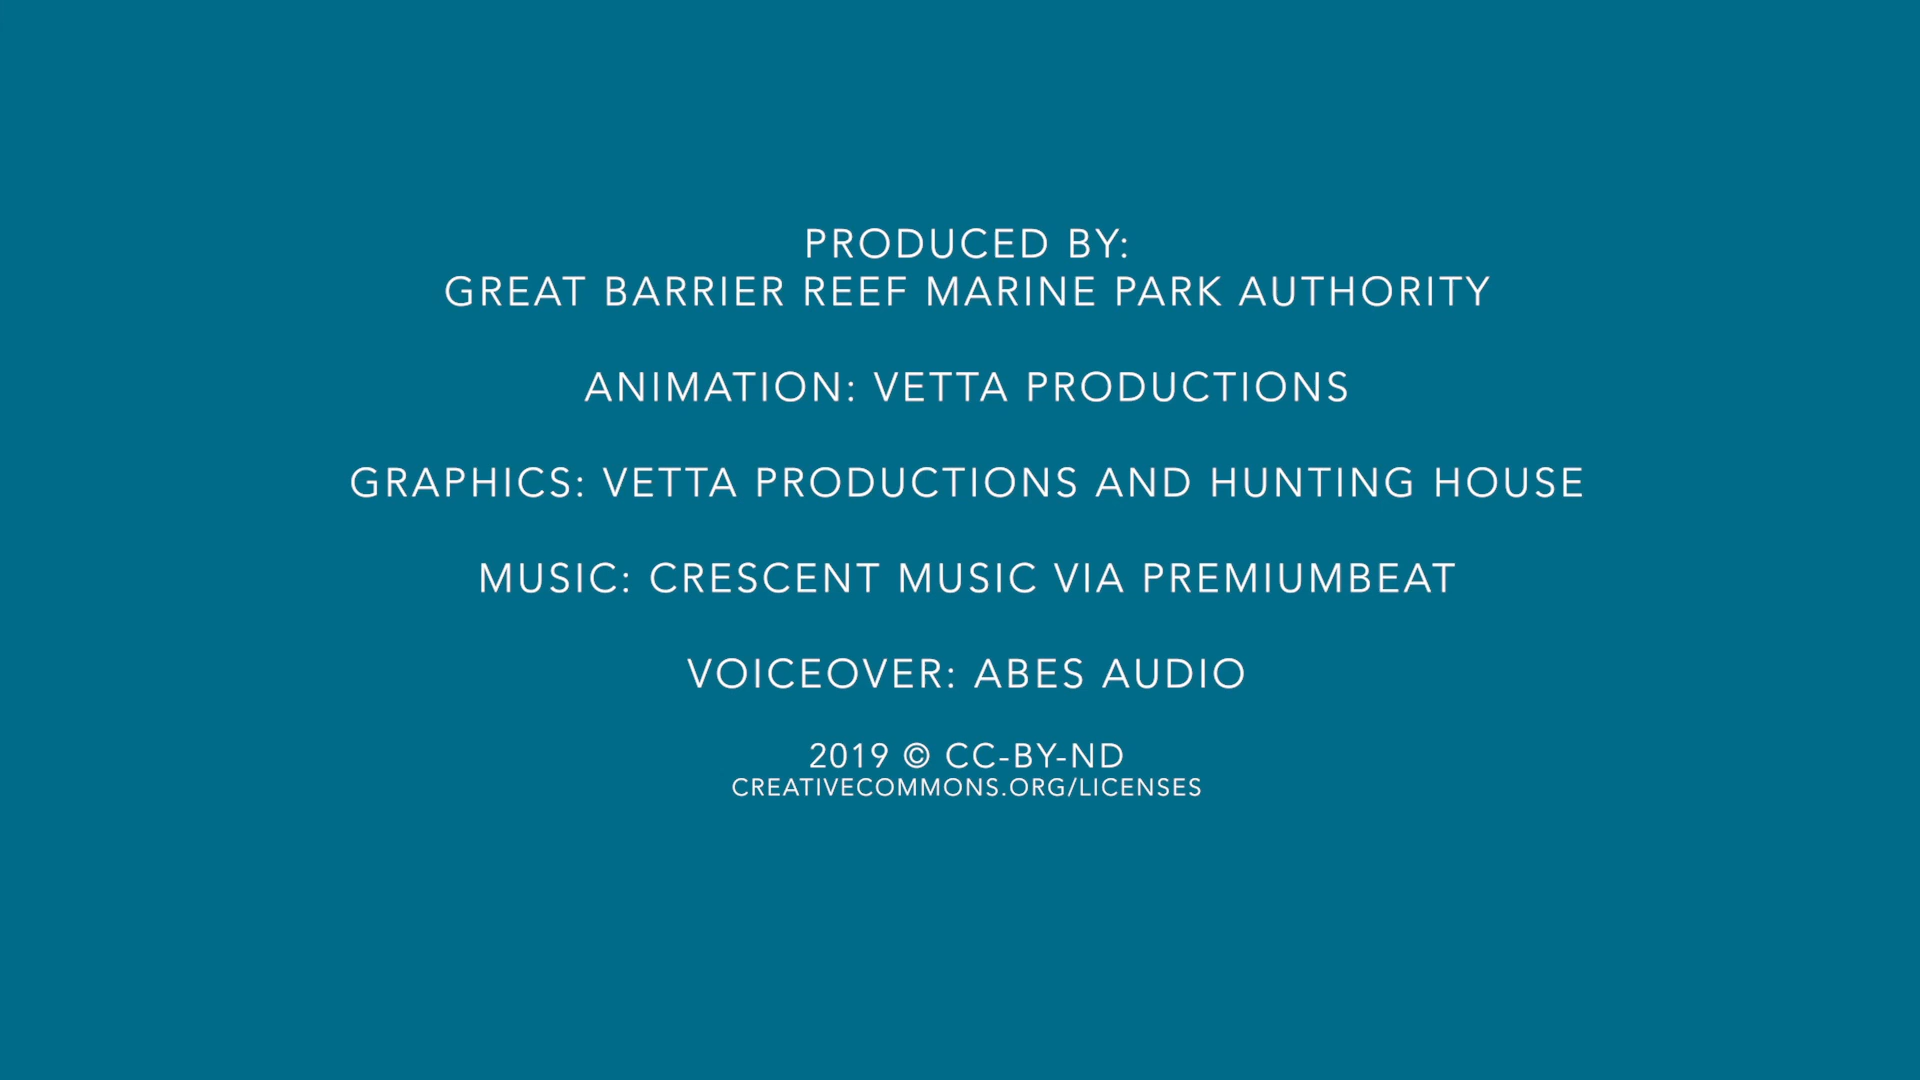 PRODUCED BY:
GREAT BARRIER REEF MARINE PARK AUTHORITY
ANIMATION: VETTA PRODUCTIONS
GRAPHICS: VETTA PRODUCTIONS AND HUNTING HOUSE
MUSIC: CRESCENT MUSIC VIA PREMIUMBEAT
VOICEOVER: ABES AUDIO
2019 © CC-BY-ND
CREATIVECOMMONS.ORG/LICENSES